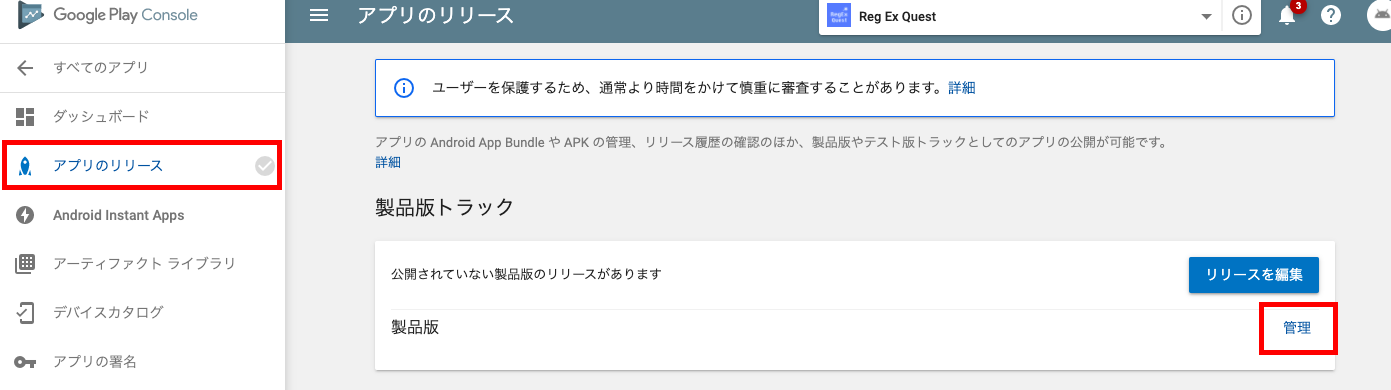 Google Play Console
アプリのリリース
RegEx Quest
Reg Ex Quest
3
すべてのアプリ
ダッシュボード
アプリのリリース
Android Instant Apps
アーティファクト ライブラリ
デバイスカタログ
アプリの署名
ユーザーを保護するため、通常より時間をかけて慎重に審査することがあります。詳細
アプリの Android App Bundle や APK の管理、リリース履歴の確認のほか、製品版やテスト版トラックとしてのアプリの公開が可能です。
詳細
製品版トラック
公開されていない製品版のリリースがあります
リリースを編集
製品版
管理